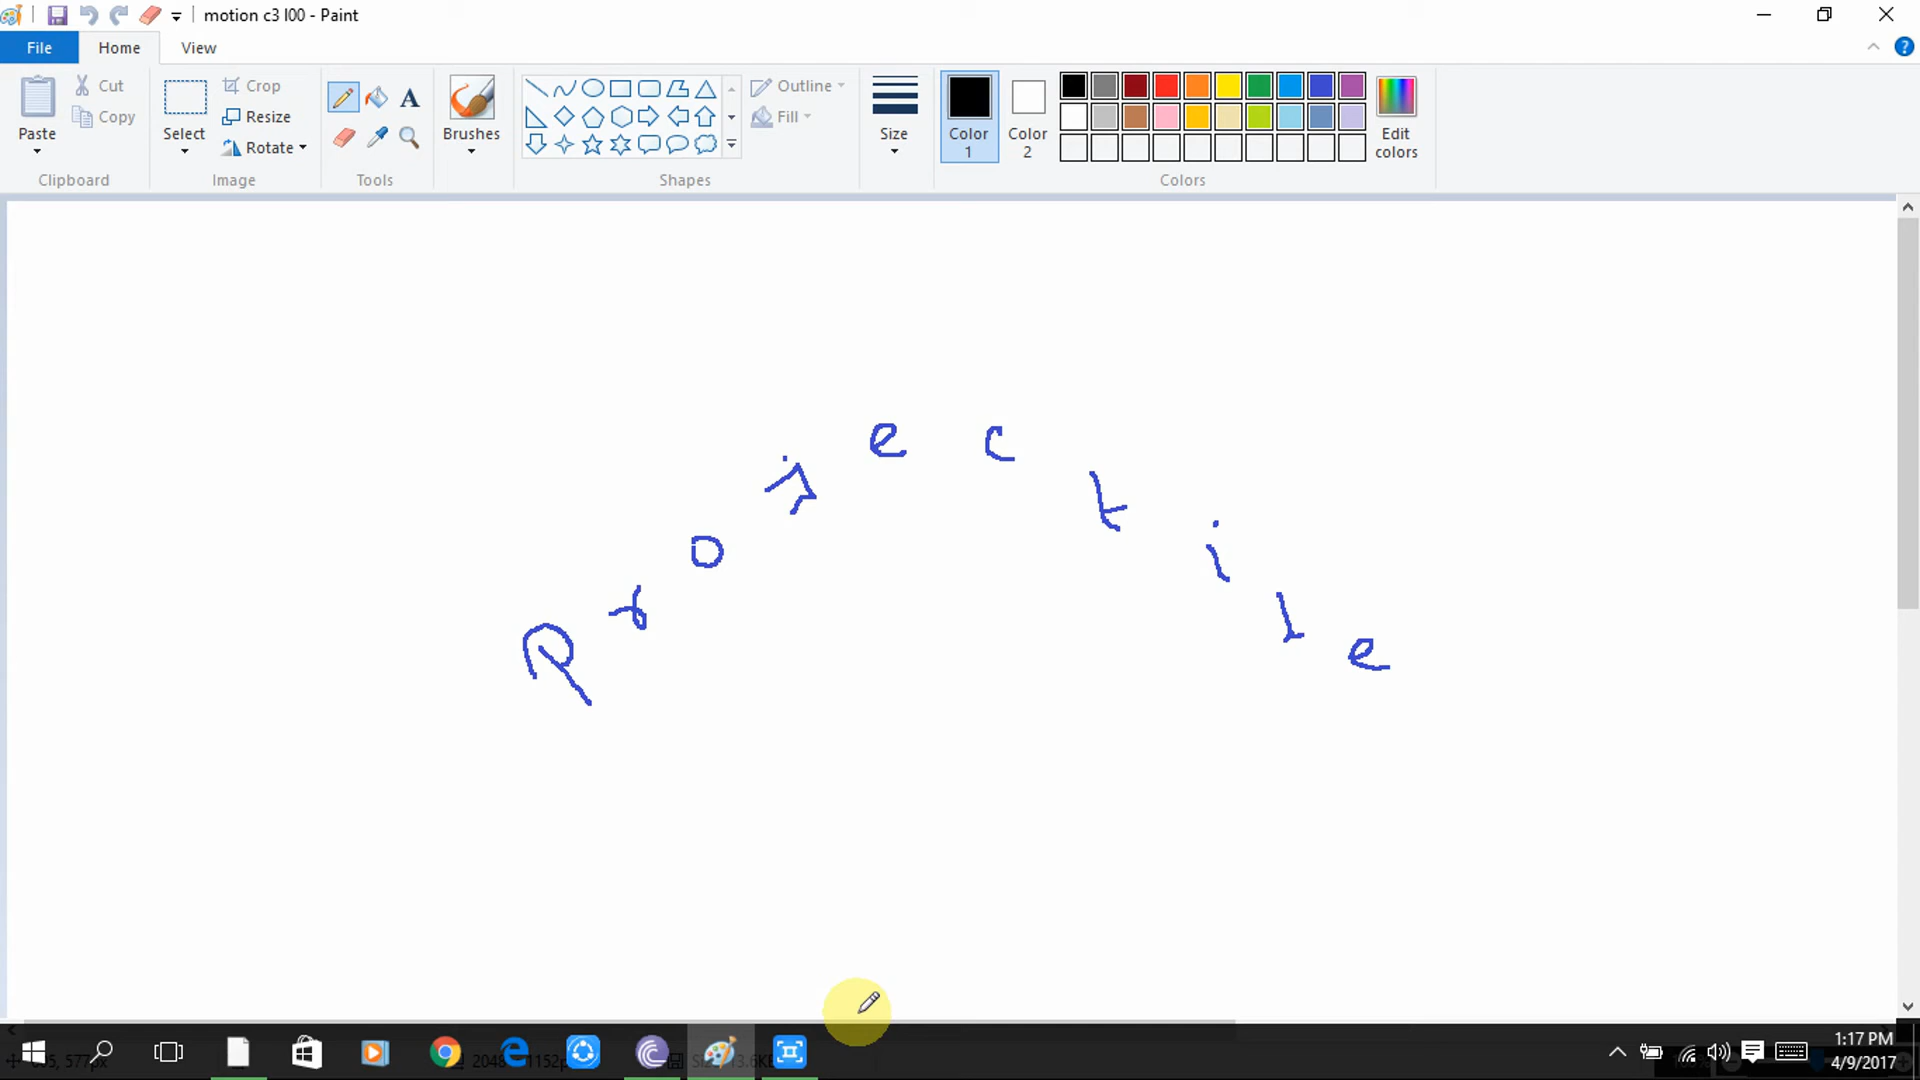 motion c3 l00 - Paint
File Home View
Cut
Copy
Paste
Clipboard
Crop
Resize
Rotate
Select
Image
Tools
Brushes
Outline
Fill
Shapes
Size
Color 1
Color 2
Edit colors
Colors
Projectile
1:17 PM
4/9/2017